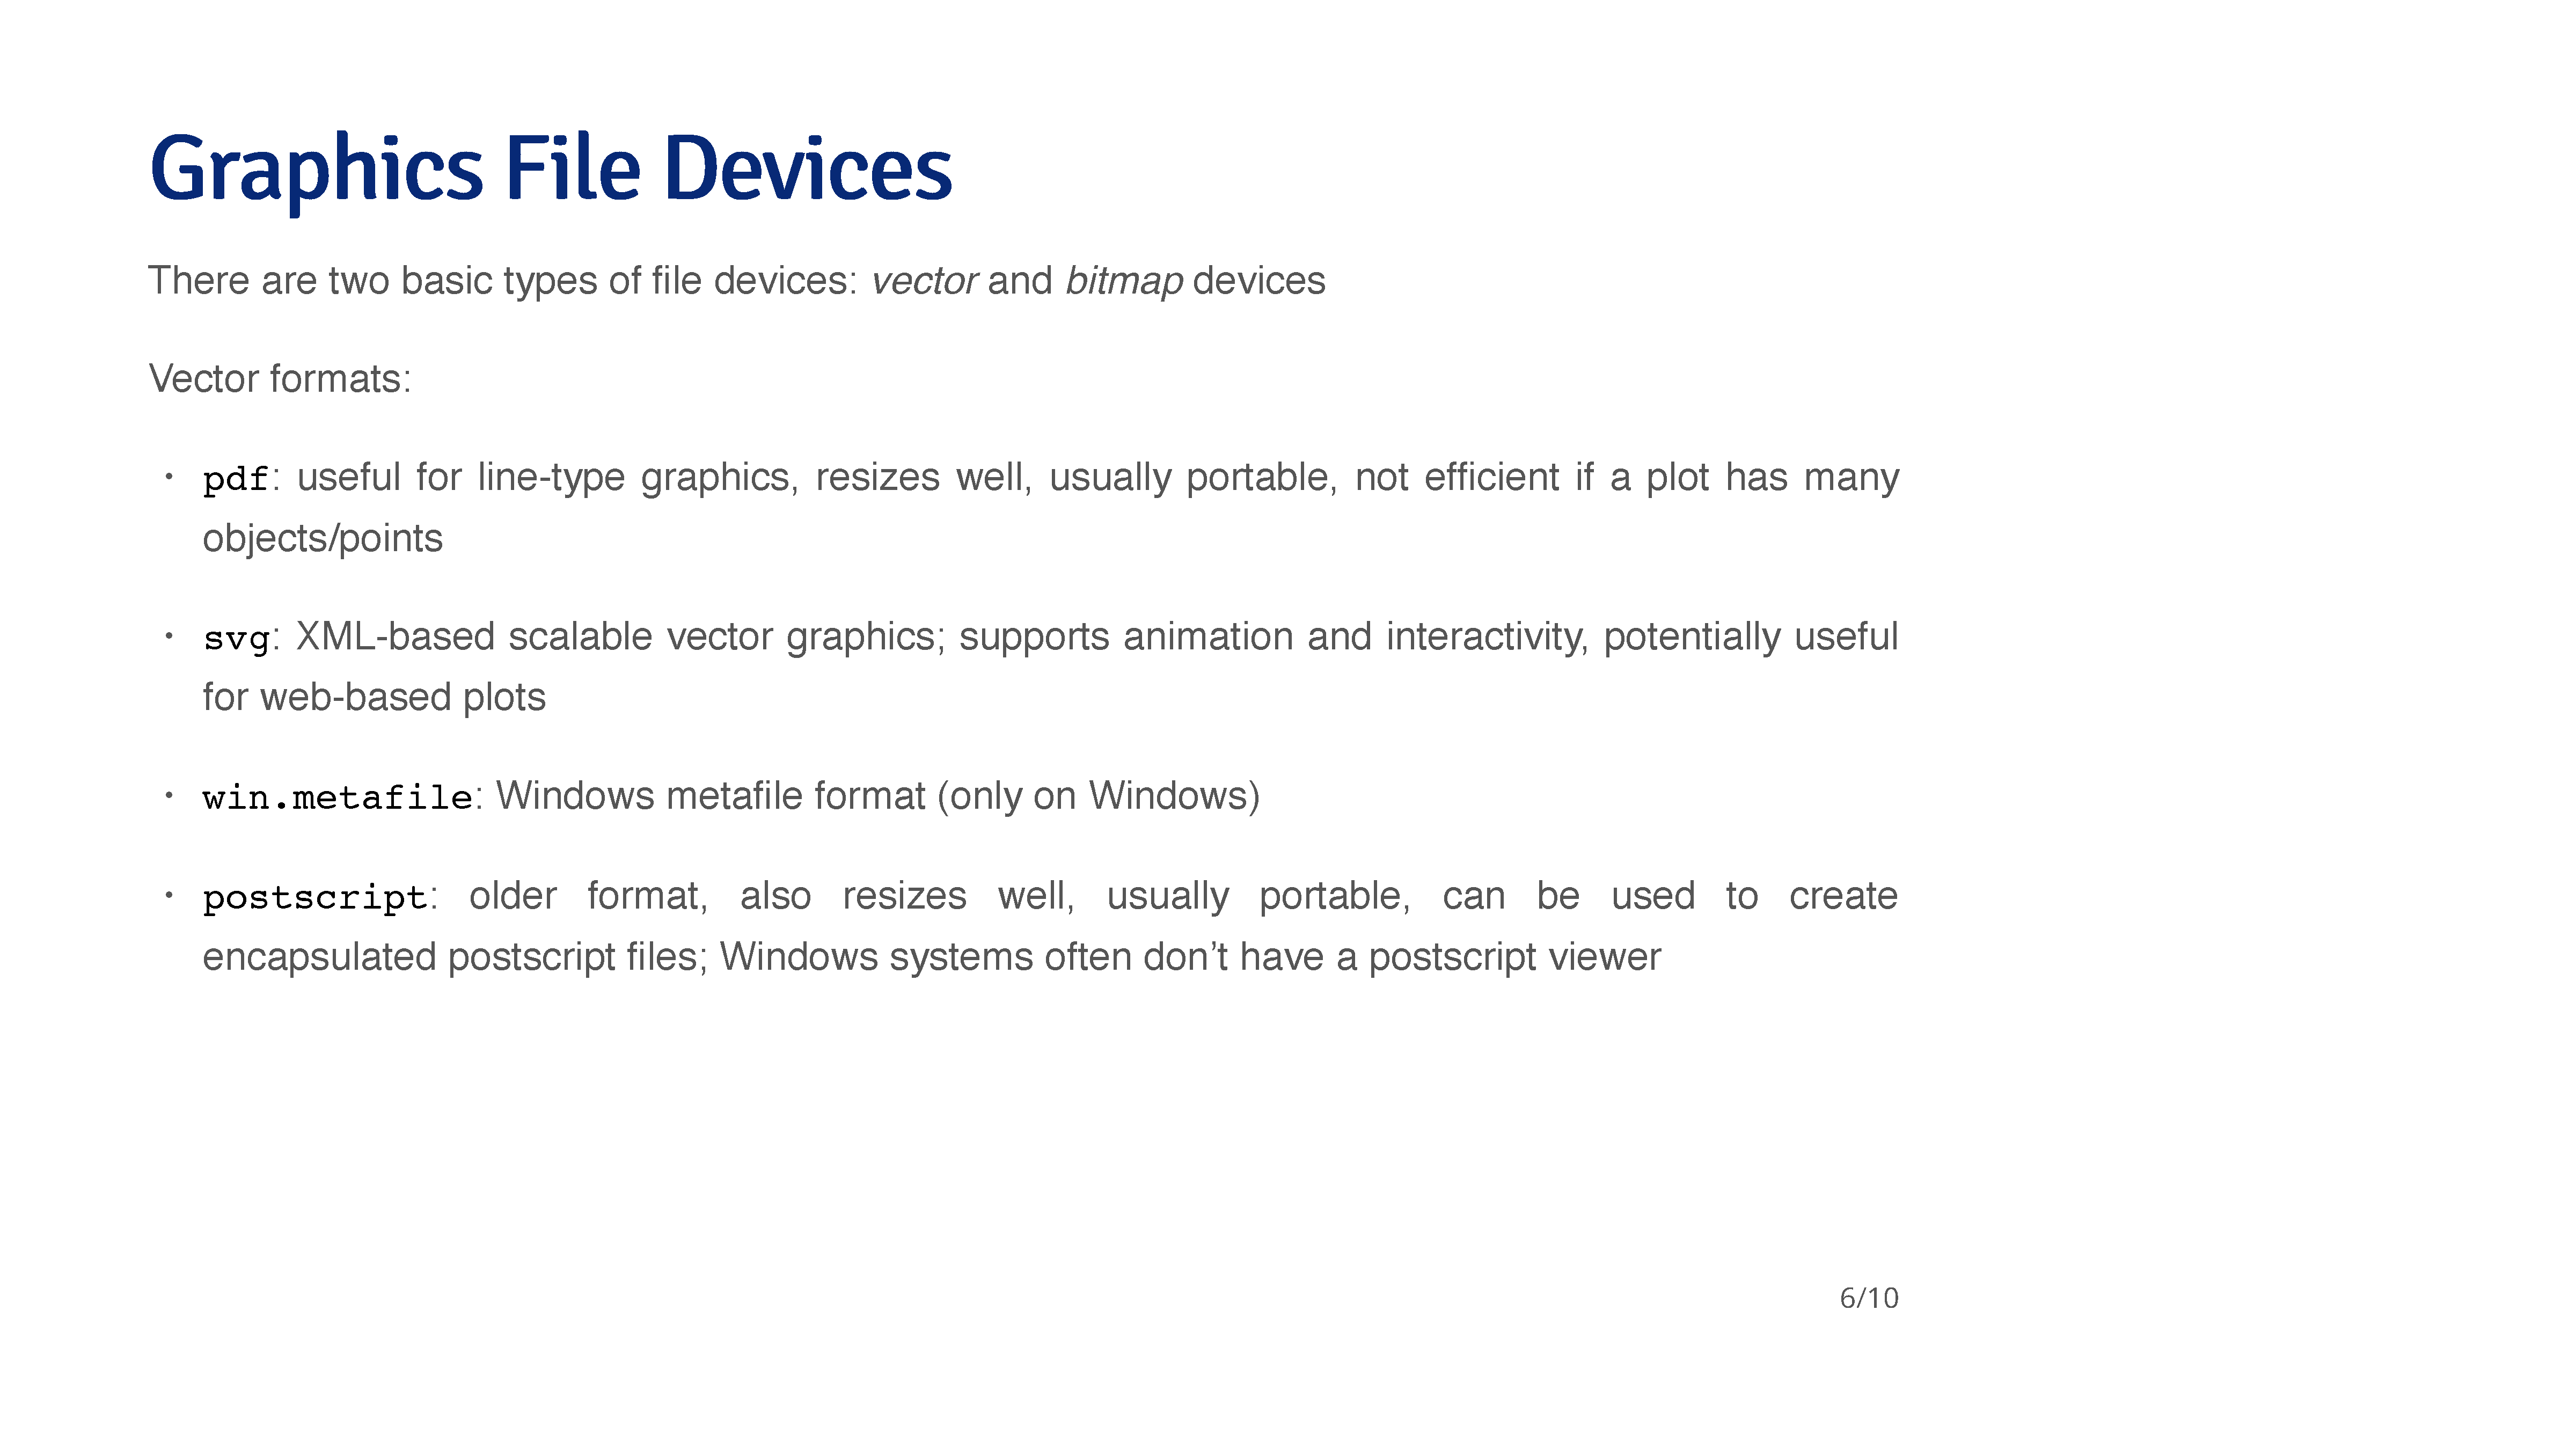 Graphics File Devices
There are two basic types of file devices: vector and bitmap devices
Vector formats:
• pdf: useful for line-type graphics, resizes well, usually portable, not efficient if a plot has many
objects/points
• svg: XML-based scalable vector graphics; supports animation and interactivity, potentially useful
for web-based plots
• win.metafile: Windows metafile format (only on Windows)
• postscript: older format, also resizes well, usually portable, can be used to create
encapsulated postscript files; Windows systems often don’t have a postscript viewer
6/10